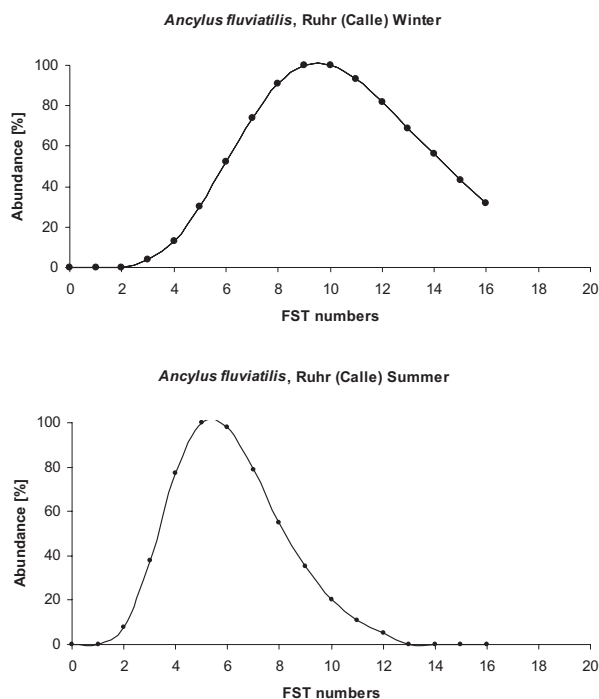 Ancylus fluviatilis, Ruhr (Calle) Winter
100
80
60
40
20
0
Abundance [%]
0 2 4 6 8 10 12 14 16 18 20
FST numbers
Ancylus fluviatilis, Ruhr (Calle) Summer
100
80
60
40
20
0
Abundance [%]
0 2 4 6 8 10 12 14 16 18 20
FST numbers